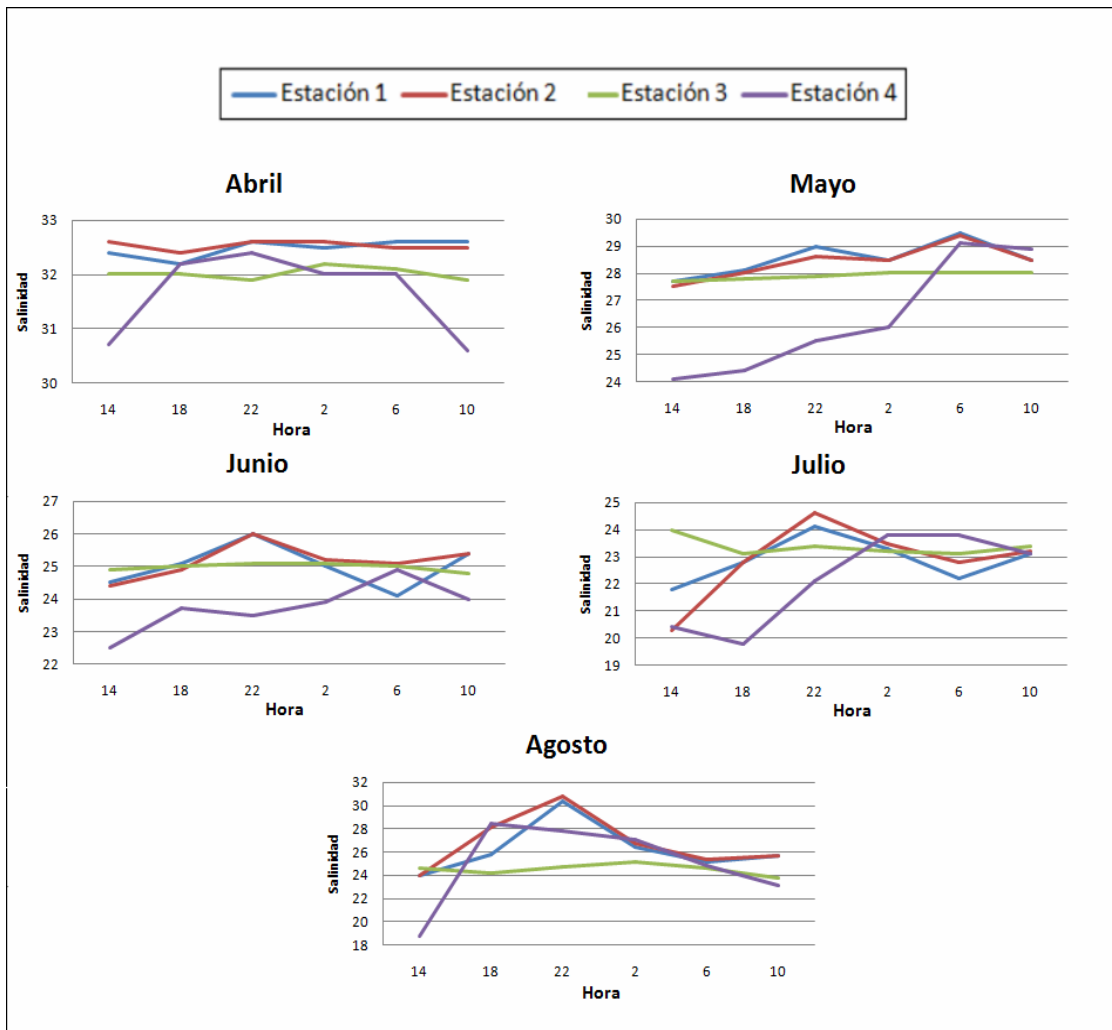 Estación 1 Estación 2 Estación 3 Estación 4
Abril
33
32
31
30
Salinidad
14 18 22 2 6 10
Hora
Mayo
30
29
28
27
26
25
24
Salinidad
14 18 22 2 6 10
Hora
Junio
27
26
25
24
23
22
Salinidad
14 18 22 2 6 10
Hora
Julio
25
24
23
22
21
20
19
Salinidad
14 18 22 2 6 10
Hora
Agosto
32
30
28
26
24
22
20
18
Salinidad
14 18 22 2 6 10
Hora